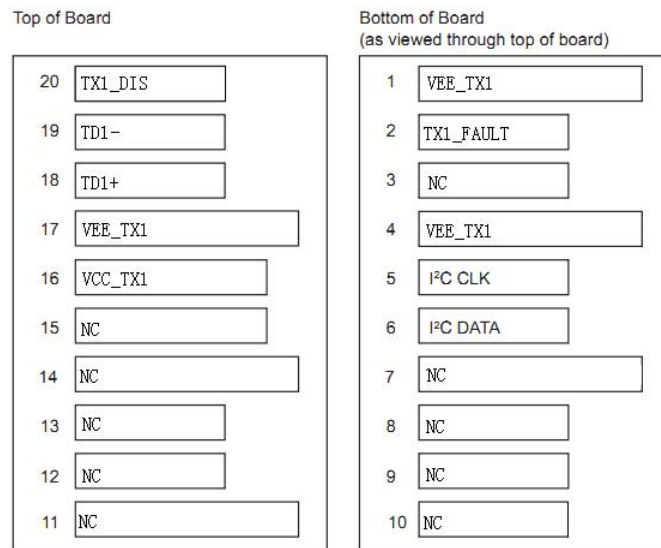 Top of Board
20 TX1_DIS
19 TD1-
18 TD1+
17 VEE_TX1
16 VCC_TX1
15 NC
14 NC
13 NC
12 NC
11 NC
Bottom of Board
(as viewed through top of board)
1 VEE_TX1
2 TX1_FAULT
3 NC
4 VEE_TX1
5 I²C CLK
6 I²C DATA
7 NC
8 NC
9 NC
10 NC